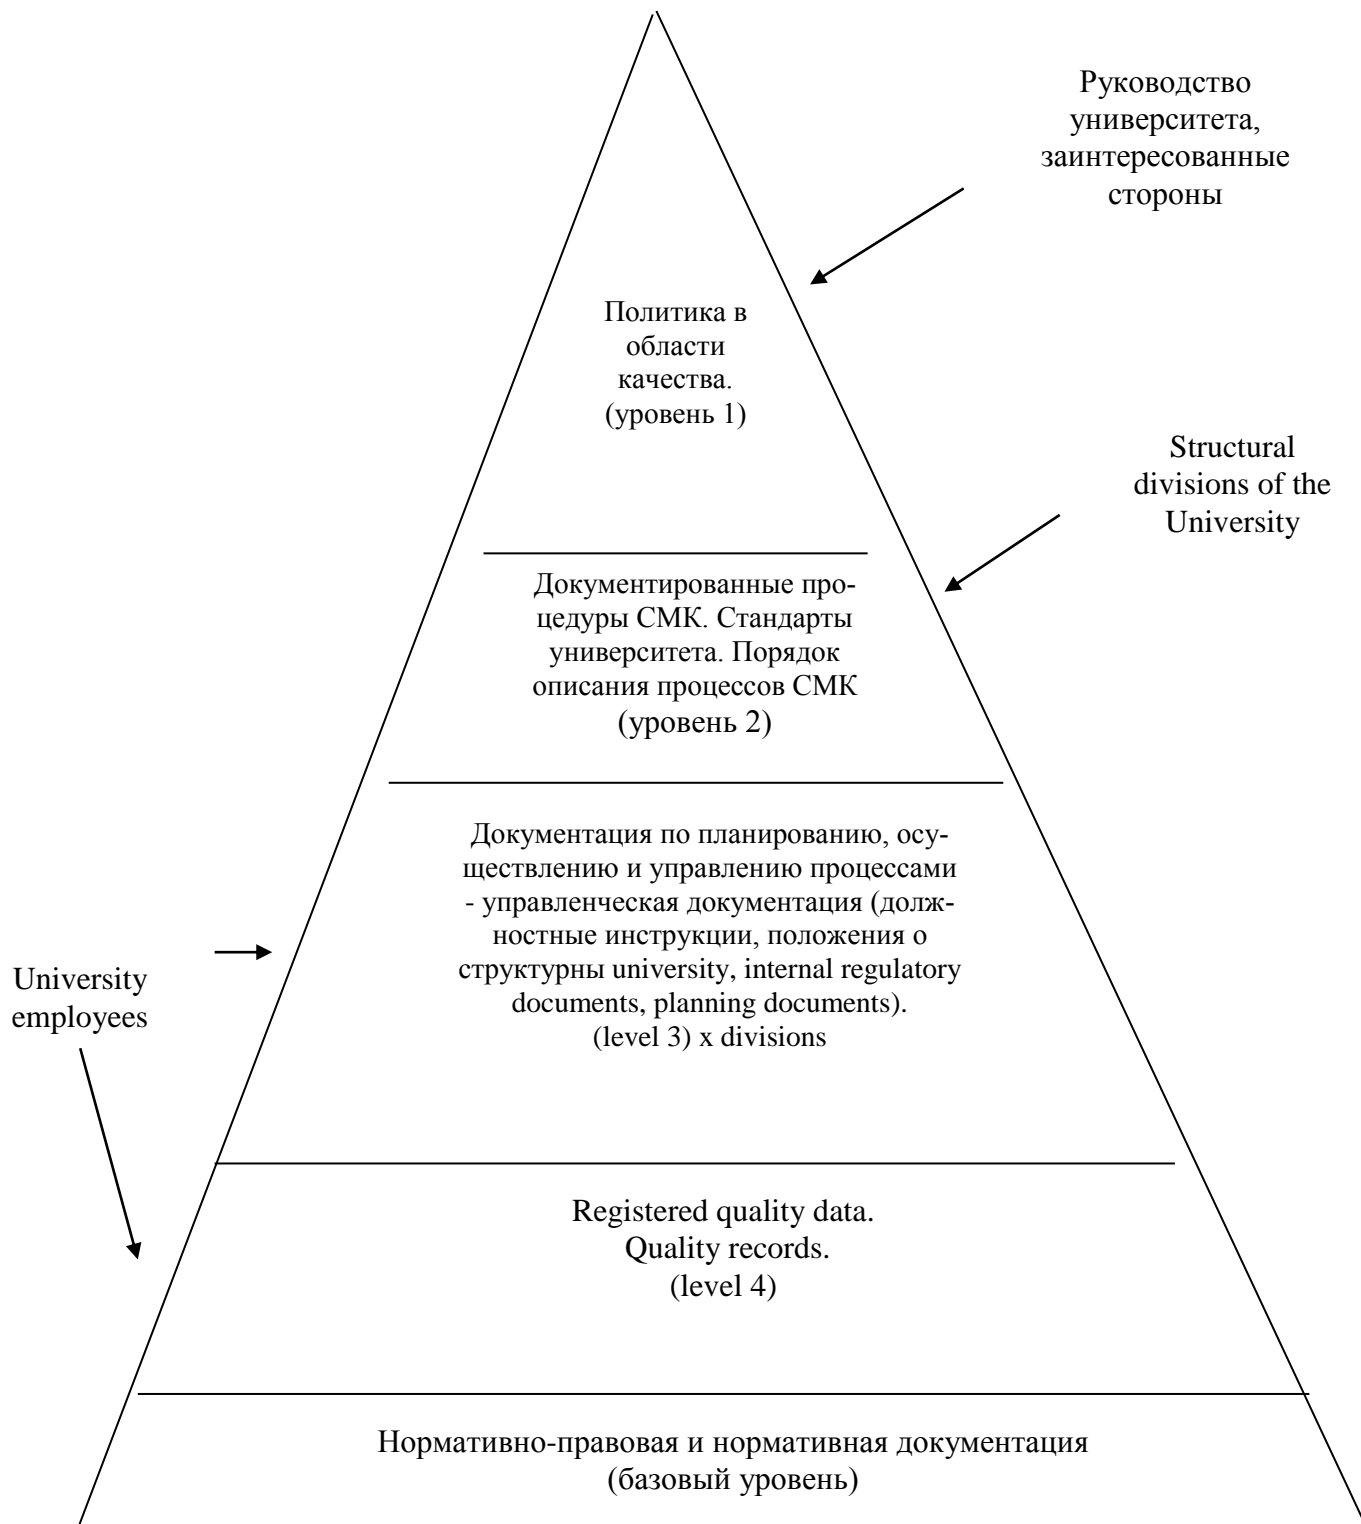 Руководство
университета,
заинтересованные
стороны
Политика в
области
качества.
(уровень 1)
Structural
divisions of the
University
Документированные про-
цедуры СМК. Стандарты
университета. Порядок
описания процессов СМК
(уровень 2)
Документация по планированию, осу-
ществлению и управлению процессами
- управленческая документация (долж-
ностные инструкции, положения о
структурны university, internal regulatory
documents, planning documents).
(level 3) x divisions
University
employees
Registered quality data.
Quality records.
(level 4)
Нормативно-правовая и нормативная документация
(базовый уровень)